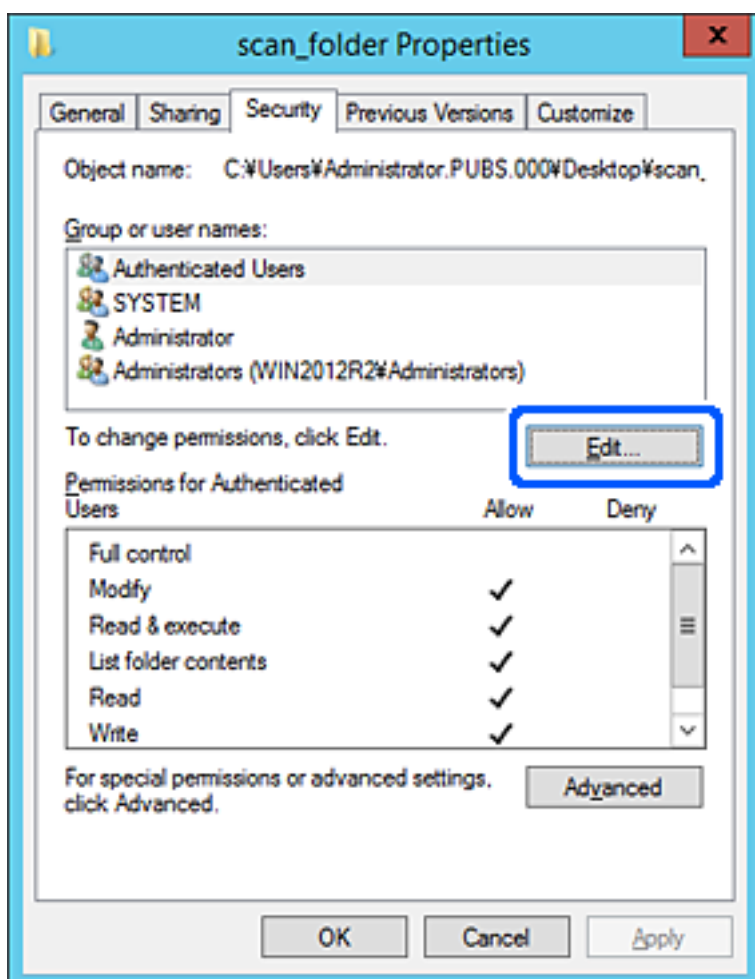 scan_folder Properties
x
General Sharing Security Previous Versions Customize
Object name: C:¥Users¥Administrator.PUBS.000¥Desktop¥scan_
Group or user names:
Authenticated Users
SYSTEM
Administrator
Administrators (WIN2012R2¥Administrators)
To change permissions, click Edit.
Edit...
Permissions for Authenticated
Users Allow Deny
Full control
Modify
Read & execute
List folder contents
Read
Write
For special permissions or advanced settings,
click Advanced.
Advanced
OK Cancel Apply